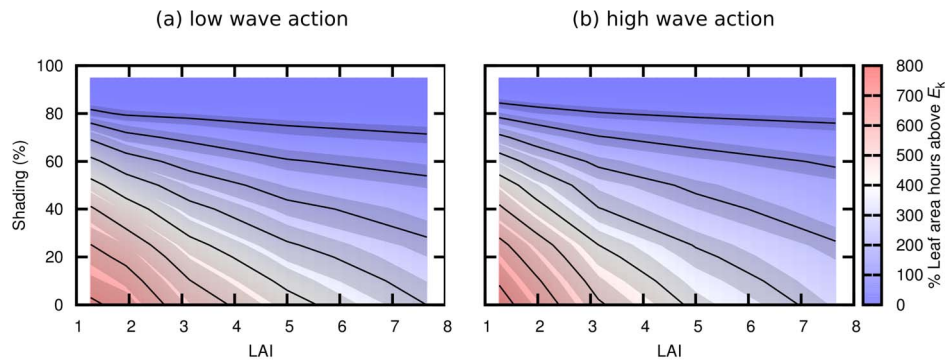 (a) low wave action
(b) high wave action
100
80
60
40
20
0
Shading (%)
1 2 3 4 5 6 7 8
LAI
1 2 3 4 5 6 7 8
LAI
800
700
600
500
400
300
200
100
0
% Leaf area hours above Ek